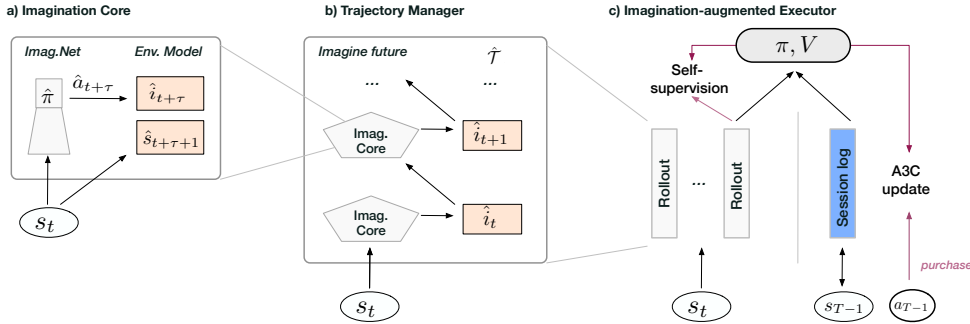 a) Imagination Core
Imag.Net
Env. Model
π̂
â_{t+τ}
î_{t+τ}
ŝ_{t+τ+1}
s_t
b) Trajectory Manager
Imagine future
𝒯̂
...
...
Imag.
Core
î_{t+1}
Imag.
Core
î_t
s_t
c) Imagination-augmented Executor
π, V
Self-
supervision
Rollout
...
Rollout
Session log
A3C
update
purchase
s_t
s_{T−1}
a_{T−1}